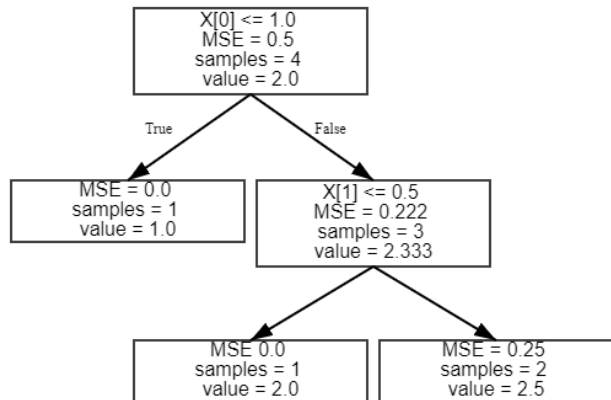 X[0] <= 1.0
MSE = 0.5
samples = 4
value = 2.0
True
False
MSE = 0.0
samples = 1
value = 1.0
X[1] <= 0.5
MSE = 0.222
samples = 3
value = 2.333
MSE 0.0
samples = 1
value = 2.0
MSE = 0.25
samples = 2
value = 2.5